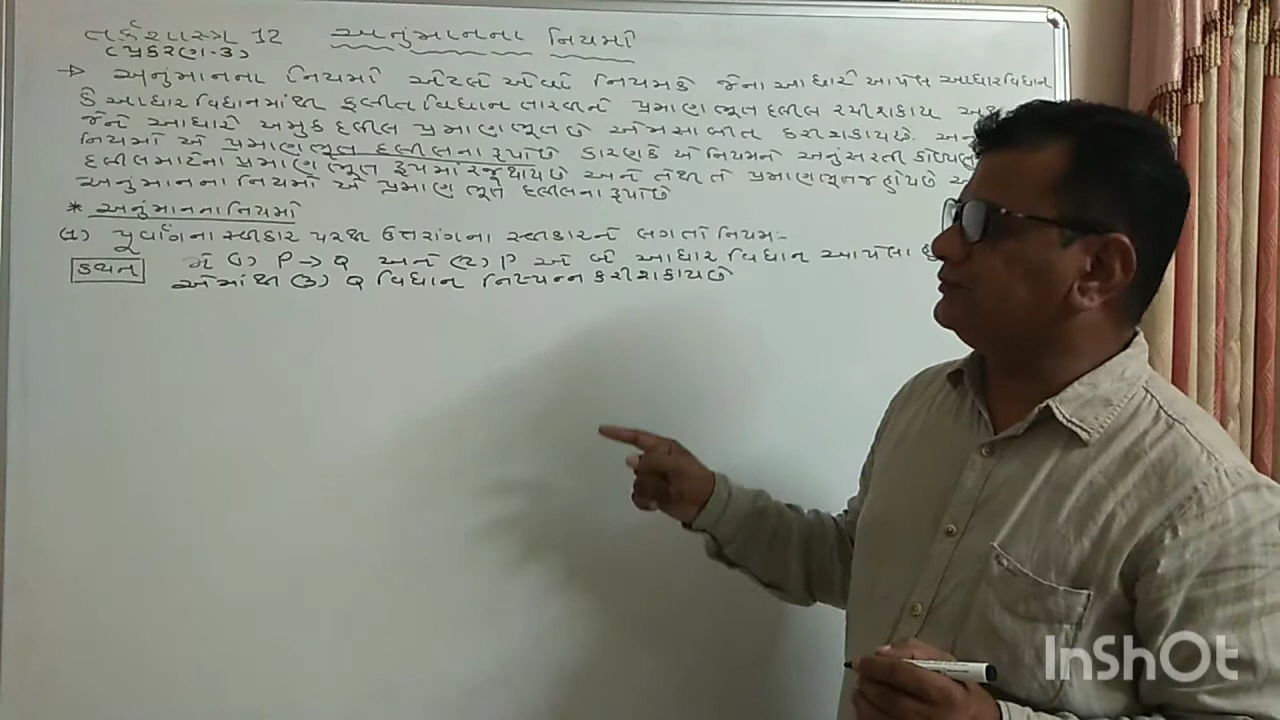 તર્કશાસ્ત્ર 12 અનુંમાનના નિયમો
(પ્રકરણ-3)
→ અનુંમાનના નિયમો એટલે એવા નિયમકે જેના આધારે આપેલ આધારવિધાન
કે આધારવિધાનમાંથી ફલીત વિધાન તારવીને પ્રમાણભૂત દલીલ રચીશકાય
જેને આધારે અમુક દલીલ પ્રમાણભૂત છે એમ સાબીત કરી શકાય છે.
નિયમો એ પ્રમાણભૂત દલીલના રૂપો છે કારણકે એ નિયમને અનુંસરતી કોઇપણ
દલીલ માટેના પ્રમાણભૂત રૂપમાં રજૂ થાય છે અને તેથી તે પ્રમાણભૂતજ હોય છે
અનુંમાનના નિયમો એ પ્રમાણભૂત દલીલના રૂપો છે
* અનુંમાનના નિયમો
(1) પૂર્વાંગના સ્વીકાર પરથી ઉત્તરાંગના સ્વીકારને લગતો નિયમ:-
કથન જે (1) P → Q અને (2) P એ બે આધાર વિધાન આપેલા
એમાંથી (3) Q વિધાન નિષ્પન્ન કરી શકાય છે
InShOt